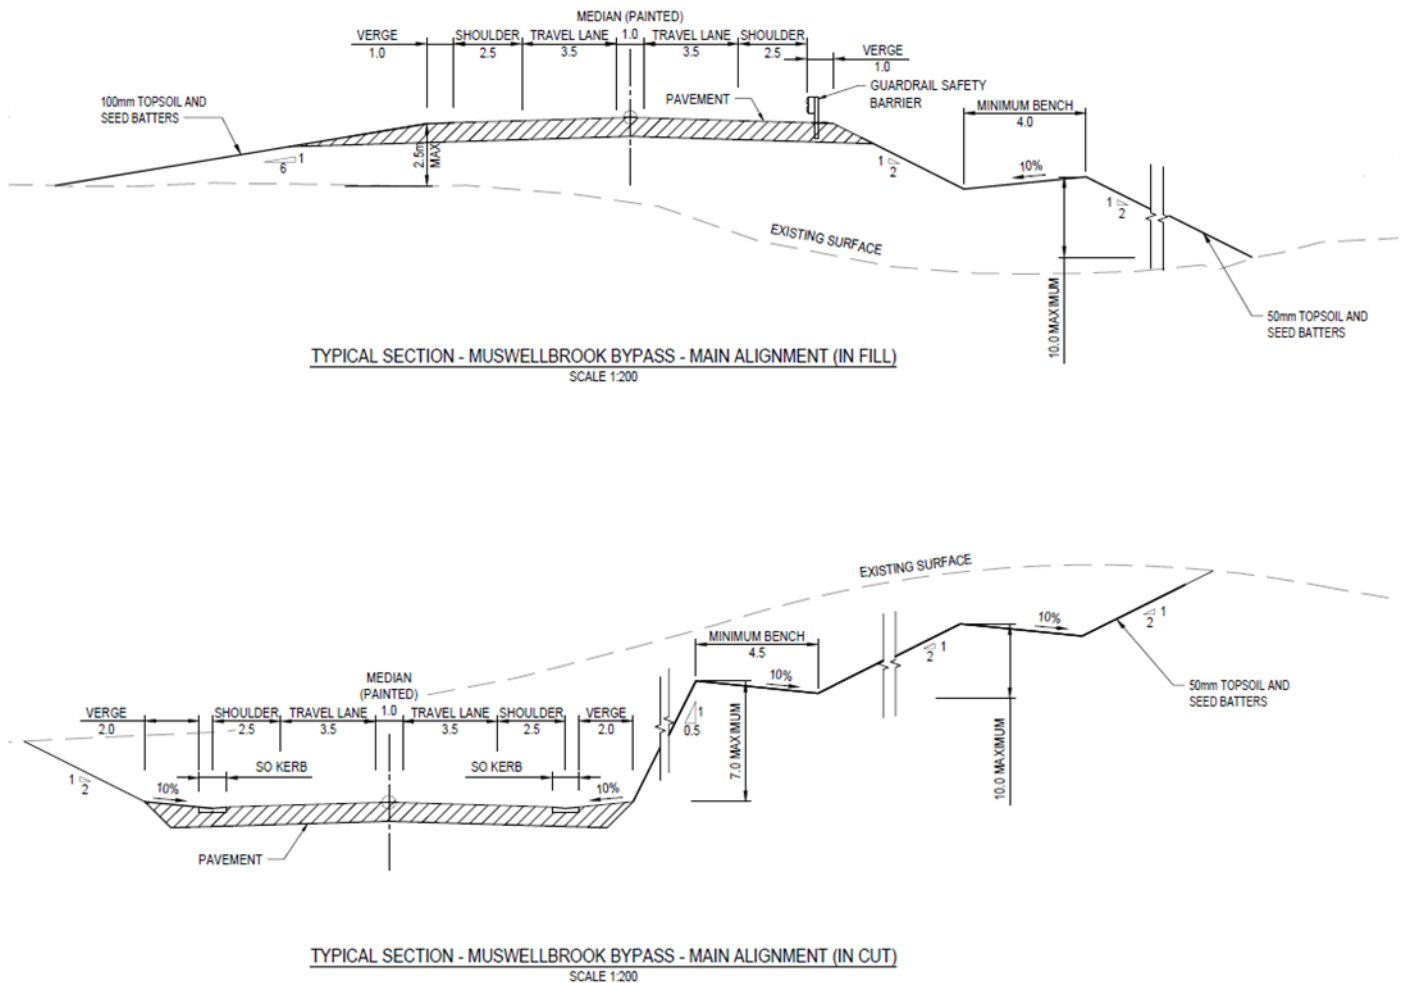 MEDIAN (PAINTED)
VERGE SHOULDER TRAVEL LANE 1.0 TRAVEL LANE SHOULDER
1.0 2.5 3.5 3.5 2.5
VERGE
1.0
GUARDRAIL SAFETY
BARRIER
PAVEMENT
100mm TOPSOIL AND
SEED BATTERS
MINIMUM BENCH
4.0
2.5m
MAX
1
6
1
2
10%
1
2
EXISTING SURFACE
10.0 MAXIMUM
50mm TOPSOIL AND
SEED BATTERS
TYPICAL SECTION - MUSWELLBROOK BYPASS - MAIN ALIGNMENT (IN FILL)
SCALE 1:200
EXISTING SURFACE
MINIMUM BENCH
4.5
10%
1
2
10%
1
2
50mm TOPSOIL AND
SEED BATTERS
MEDIAN
(PAINTED)
VERGE SHOULDER TRAVEL LANE 1.0 TRAVEL LANE SHOULDER VERGE
2.0 2.5 3.5 3.5 2.5 2.0
1
0.5
7.0 MAXIMUM
10.0 MAXIMUM
SO KERB SO KERB
1
2
10%
10%
PAVEMENT
TYPICAL SECTION - MUSWELLBROOK BYPASS - MAIN ALIGNMENT (IN CUT)
SCALE 1:200